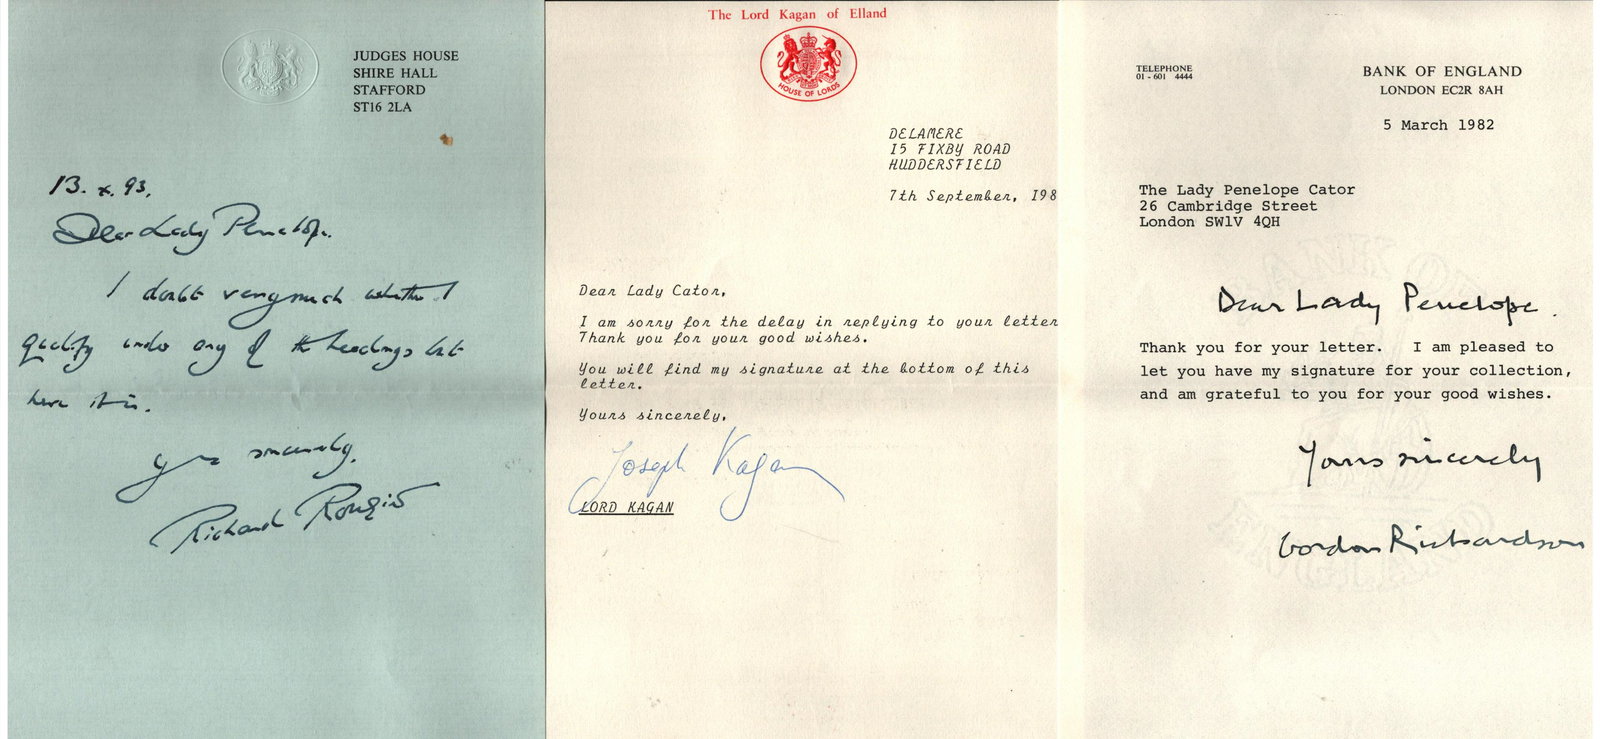 JUDGES HOUSE
SHIRE HALL
STAFFORD
ST16 2LA
13. x. 93.
Dear Lady Penelope.
I doubt very much whether I
qualify under any of the headings but
here it is.
Yours sincerely,
Richard
The Lord Kagan of Elland
HOUSE OF LORDS
DELAMERE
15 FIXBY ROAD
HUDDERSFIELD
7th September, 198
Dear Lady Cator,
I am sorry for the delay in replying to your letter
Thank you for your good wishes.
You will find my signature at the bottom of this
letter.
Yours sincerely,
Joseph Kagan
LORD KAGAN
TELEPHONE
01-601 4444
BANK OF ENGLAND
LONDON EC2R 8AH
5 March 1982
The Lady Penelope Cator
26 Cambridge Street
London SW1V 4QH
Dear Lady Penelope.
Thank you for your letter. I am pleased to
let you have my signature for your collection,
and am grateful to you for your good wishes.
Yours sincerely
Gordon Richardson